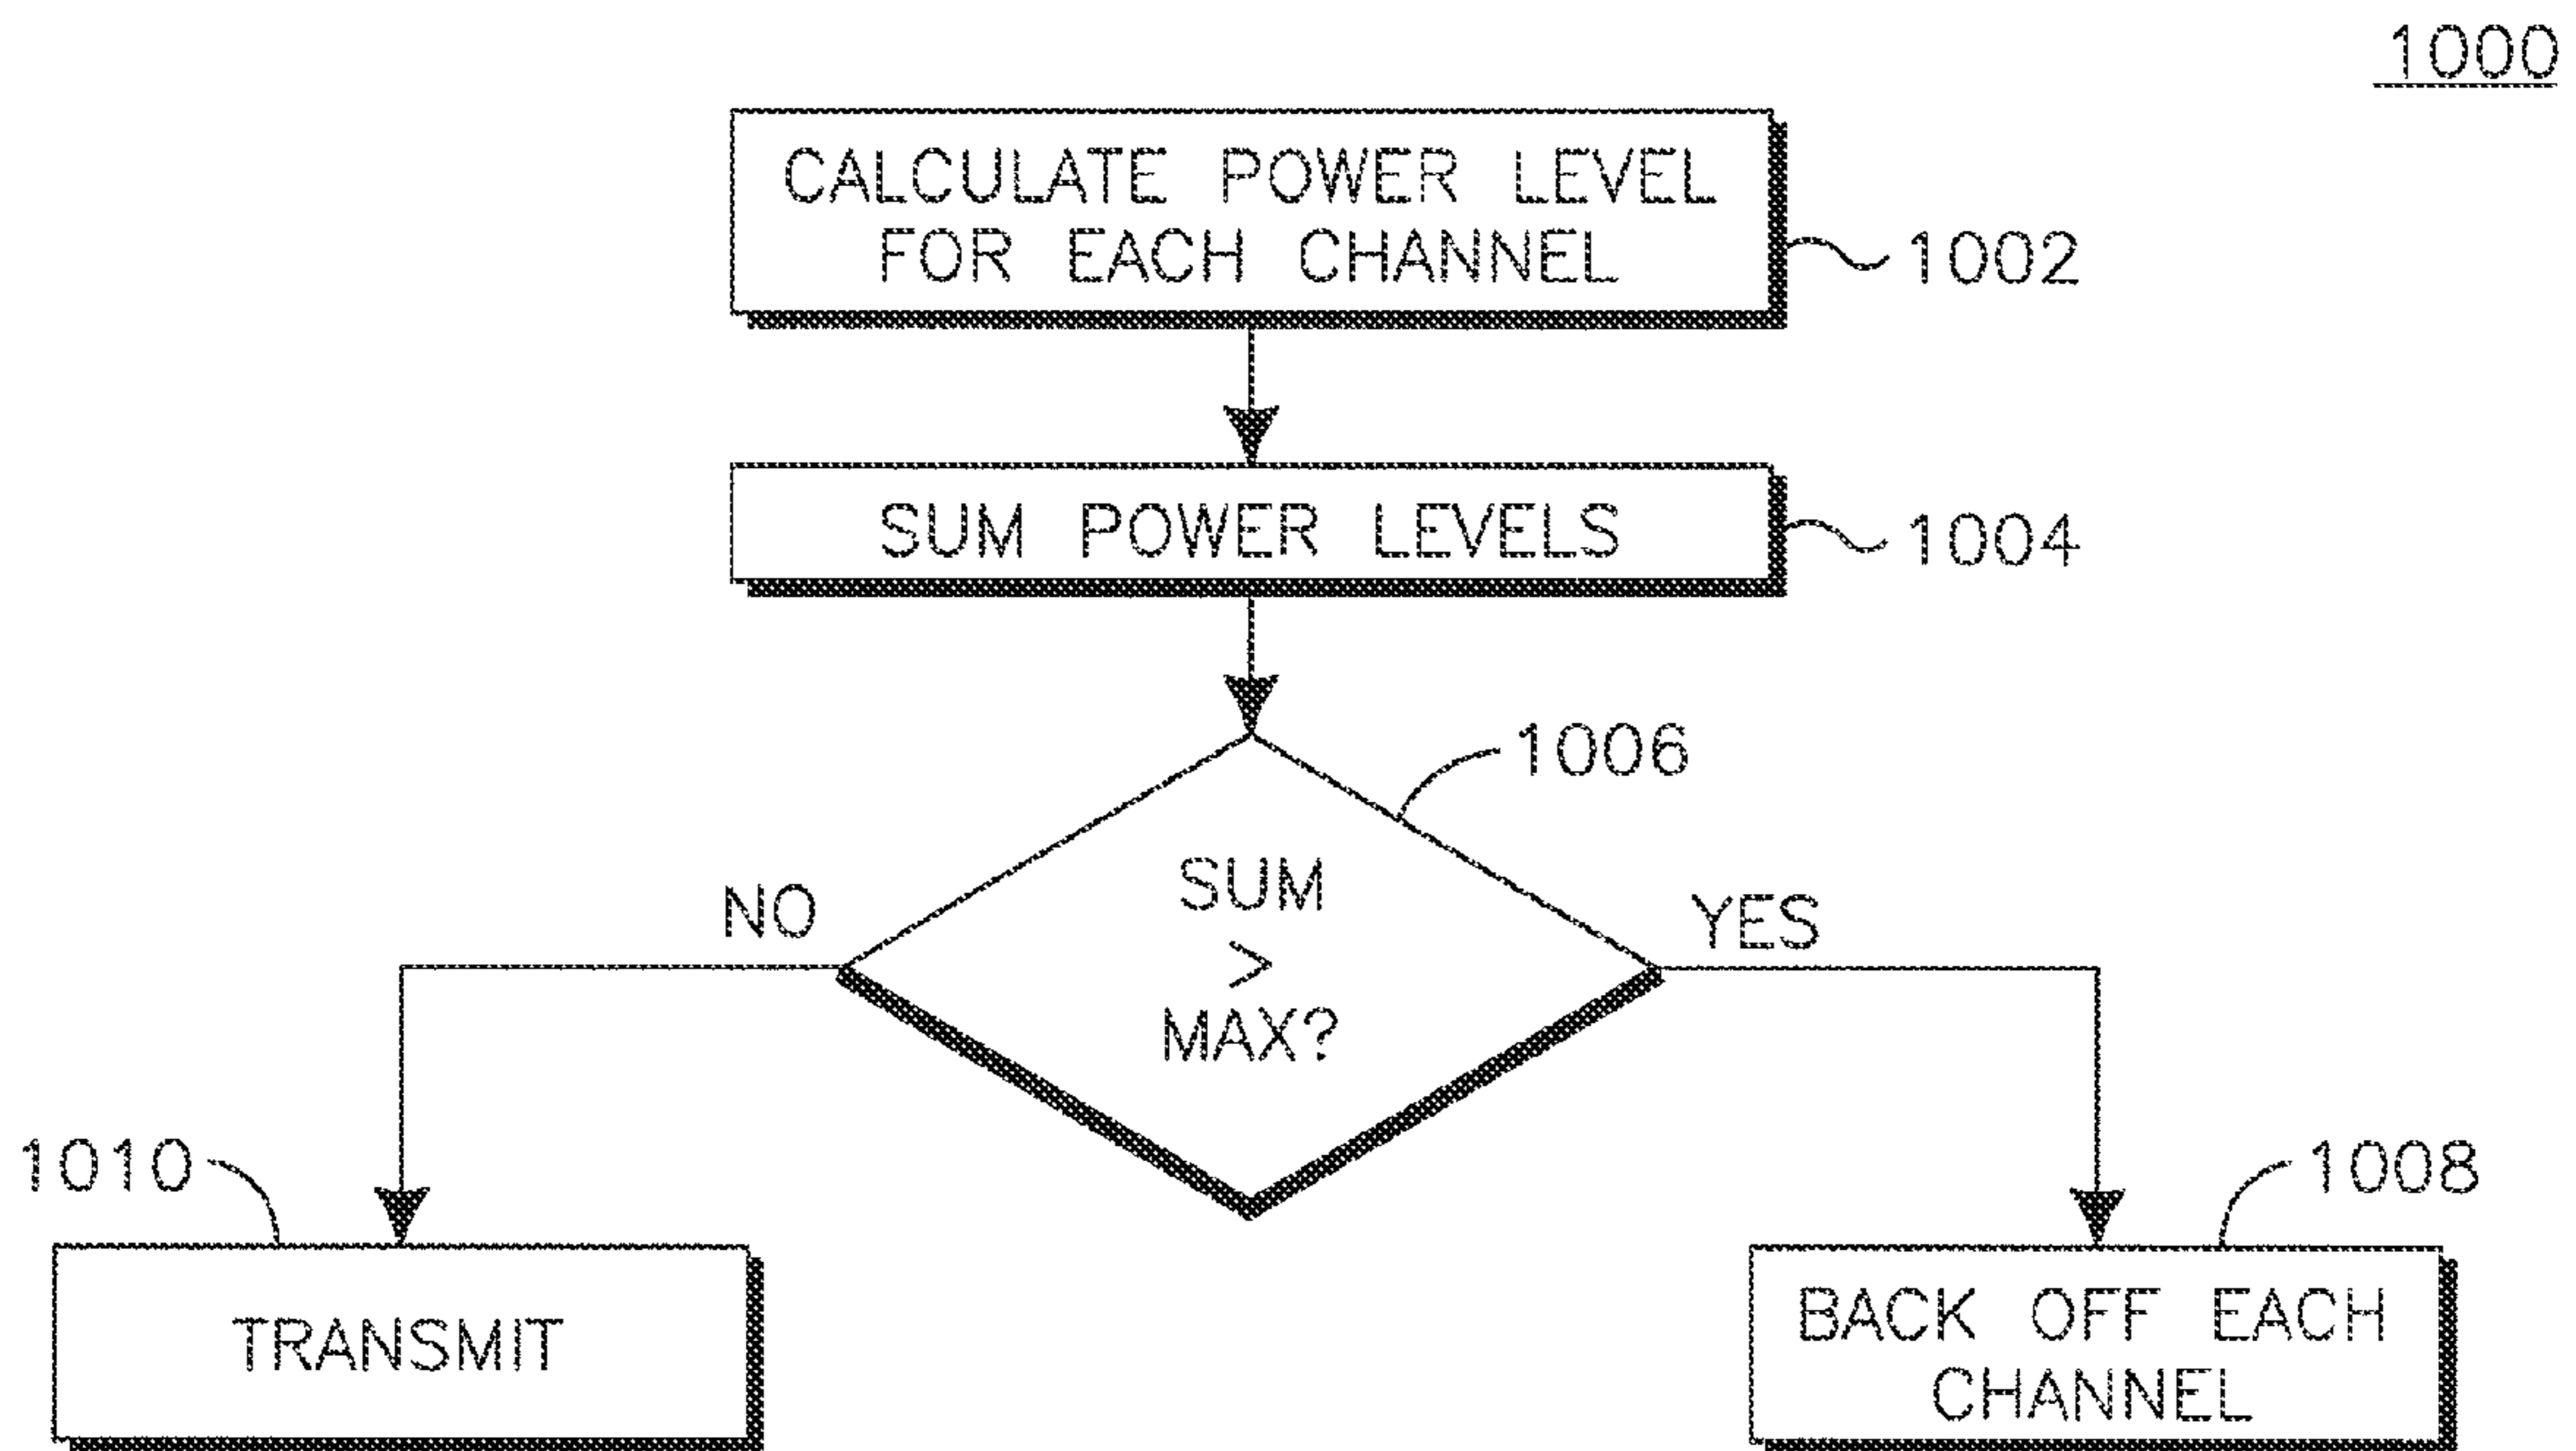 1000
CALCULATE POWER LEVEL
FOR EACH CHANNEL
1002
SUM POWER LEVELS
1004
1006
SUM
>
MAX?
NO
YES
1010
1008
TRANSMIT
BACK OFF EACH
CHANNEL